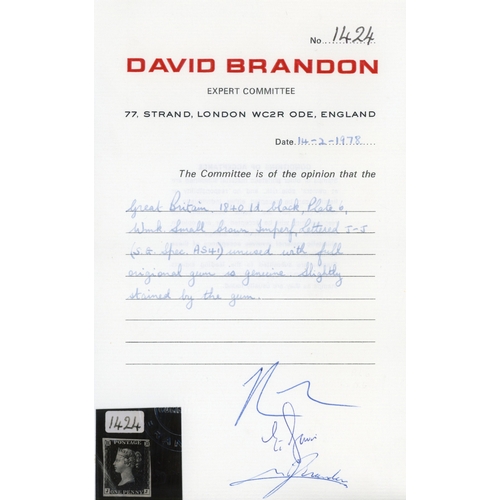 No. 1424
DAVID BRANDON
EXPERT COMMITTEE
77, STRAND, LONDON WC2R ODE, ENGLAND
Date 14-2-1978
The Committee is of the opinion that the
Great Britain, 1840 1d black, Plate 6,
Wmk Small Crown Imperf, lettered J-J
(S.G. Spec. AS41) unused with full
origional gum is genuine slightly
stained by the gum.
1424
POSTAGE
J ONE PENNY J